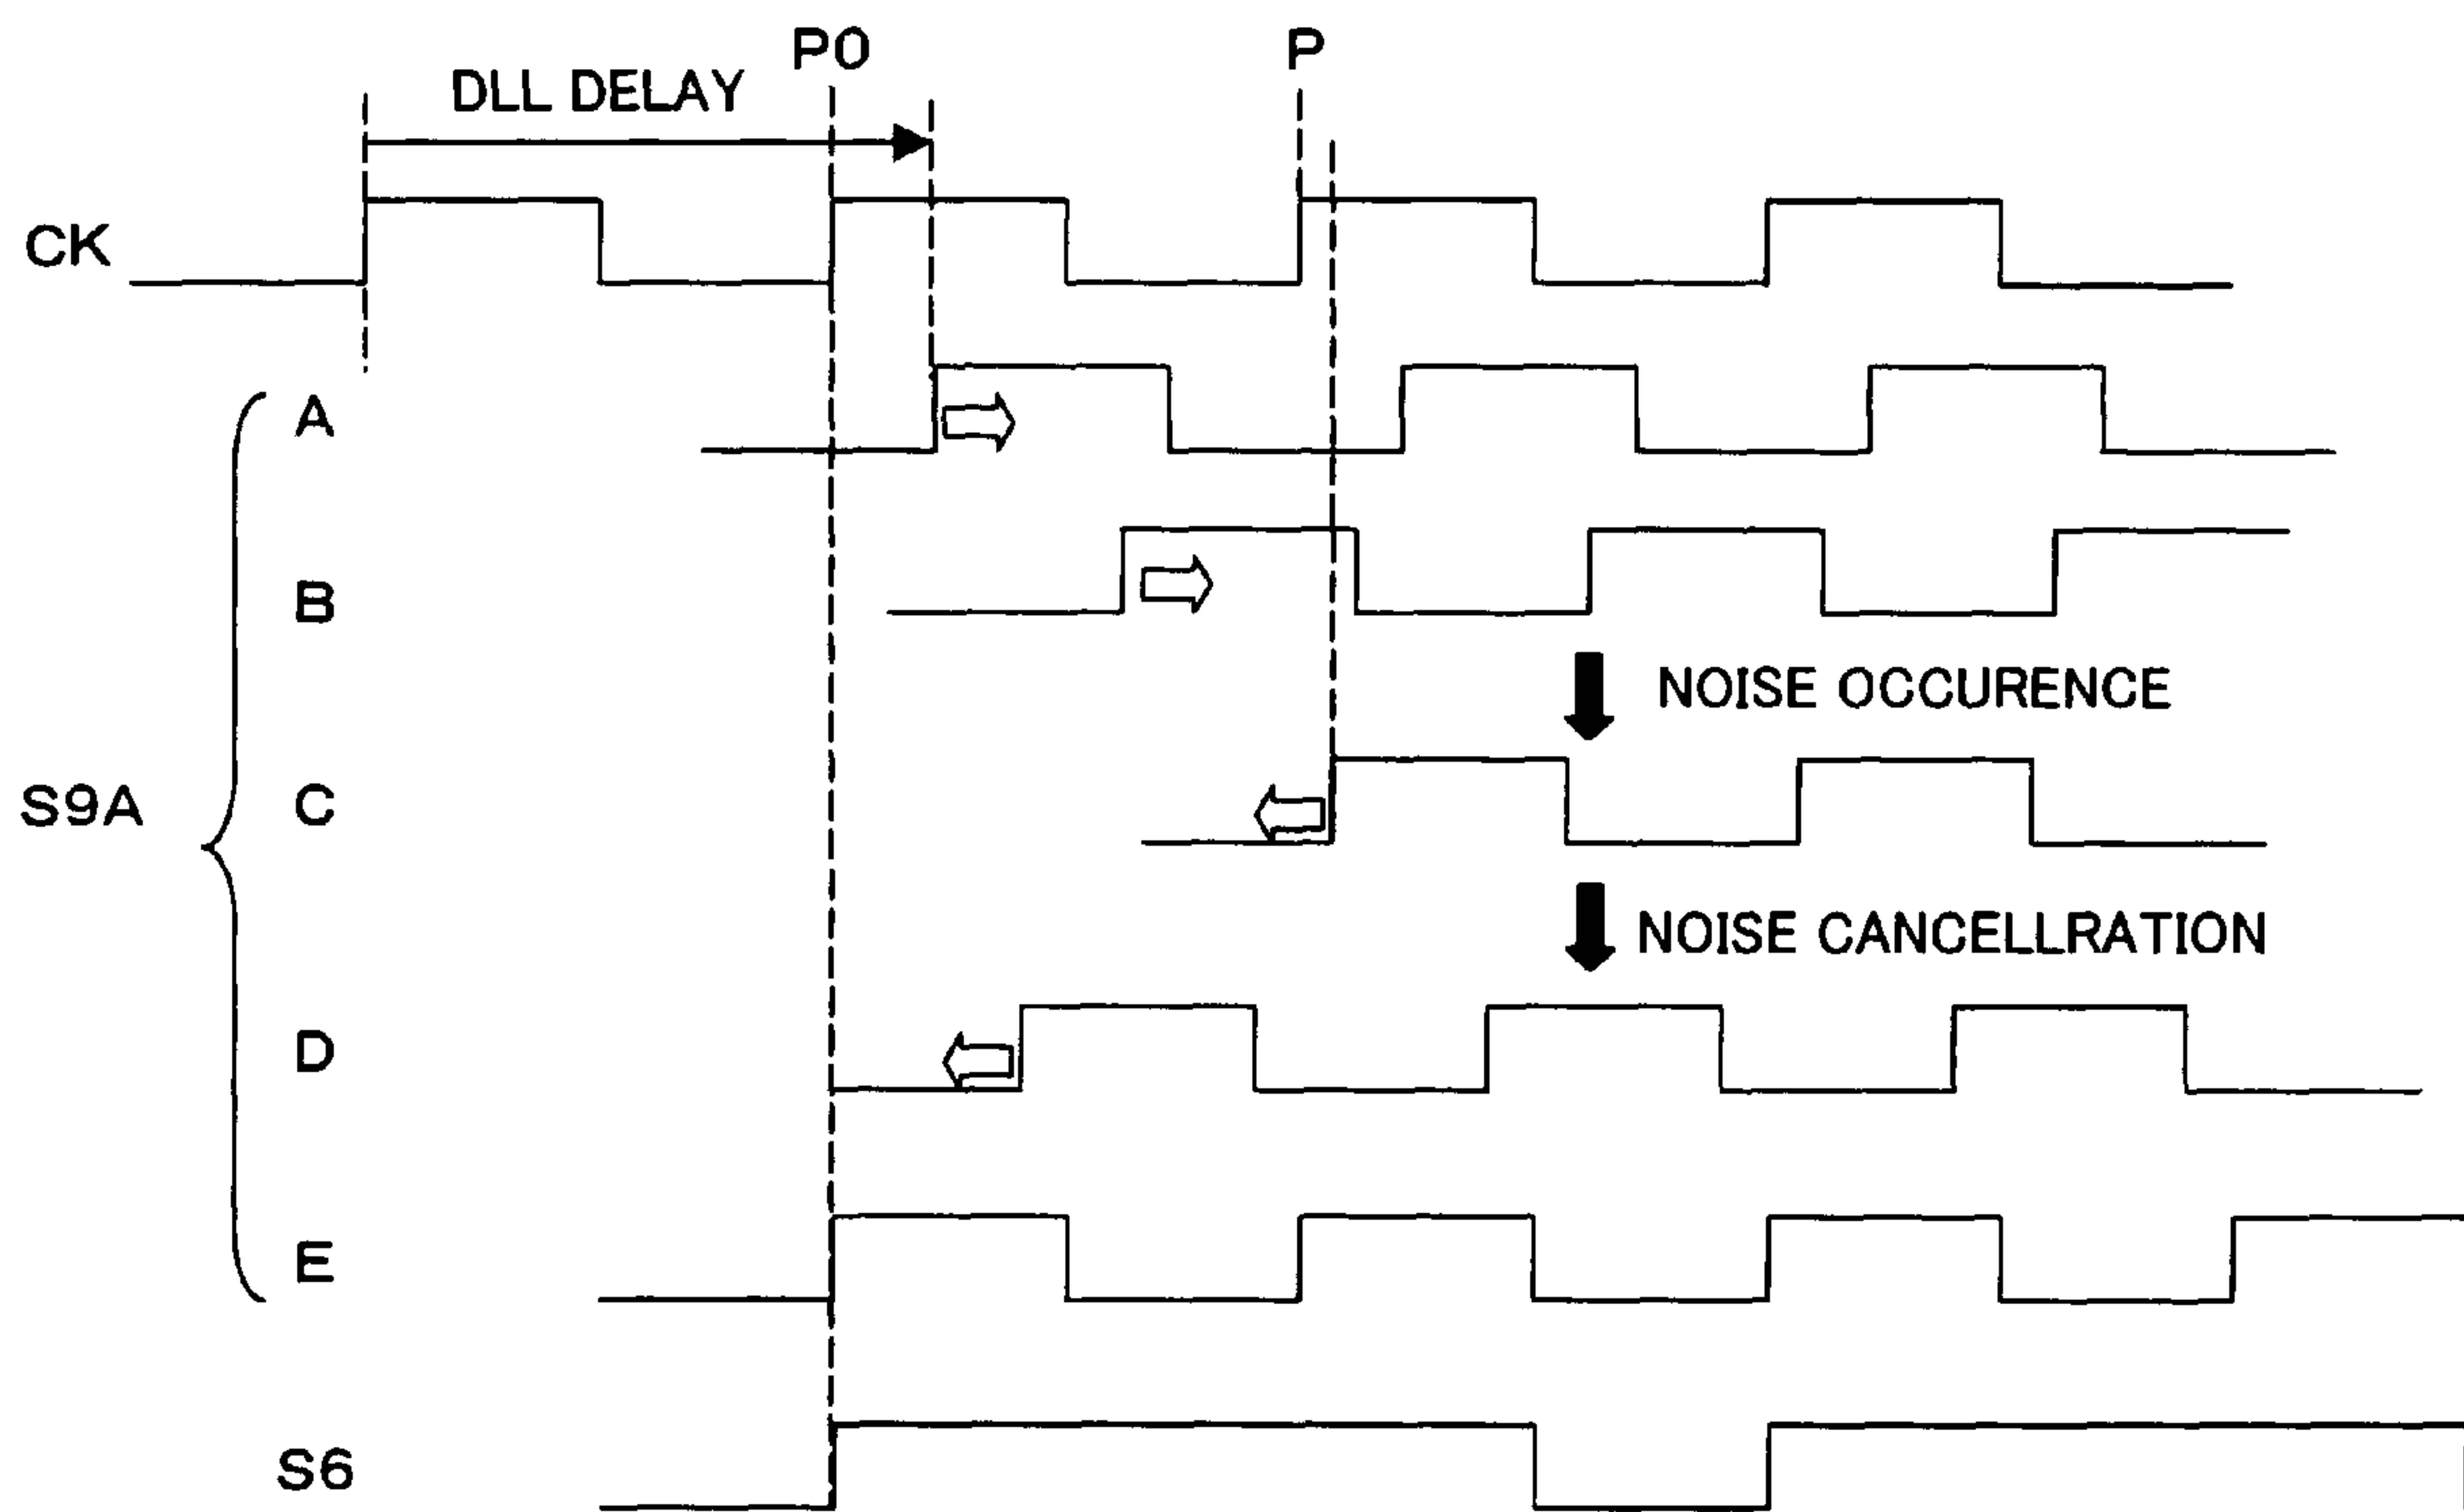 P0
P
DLL DELAY
CK
A
B
NOISE OCCURENCE
S9A
C
NOISE CANCELLRATION
D
E
S6